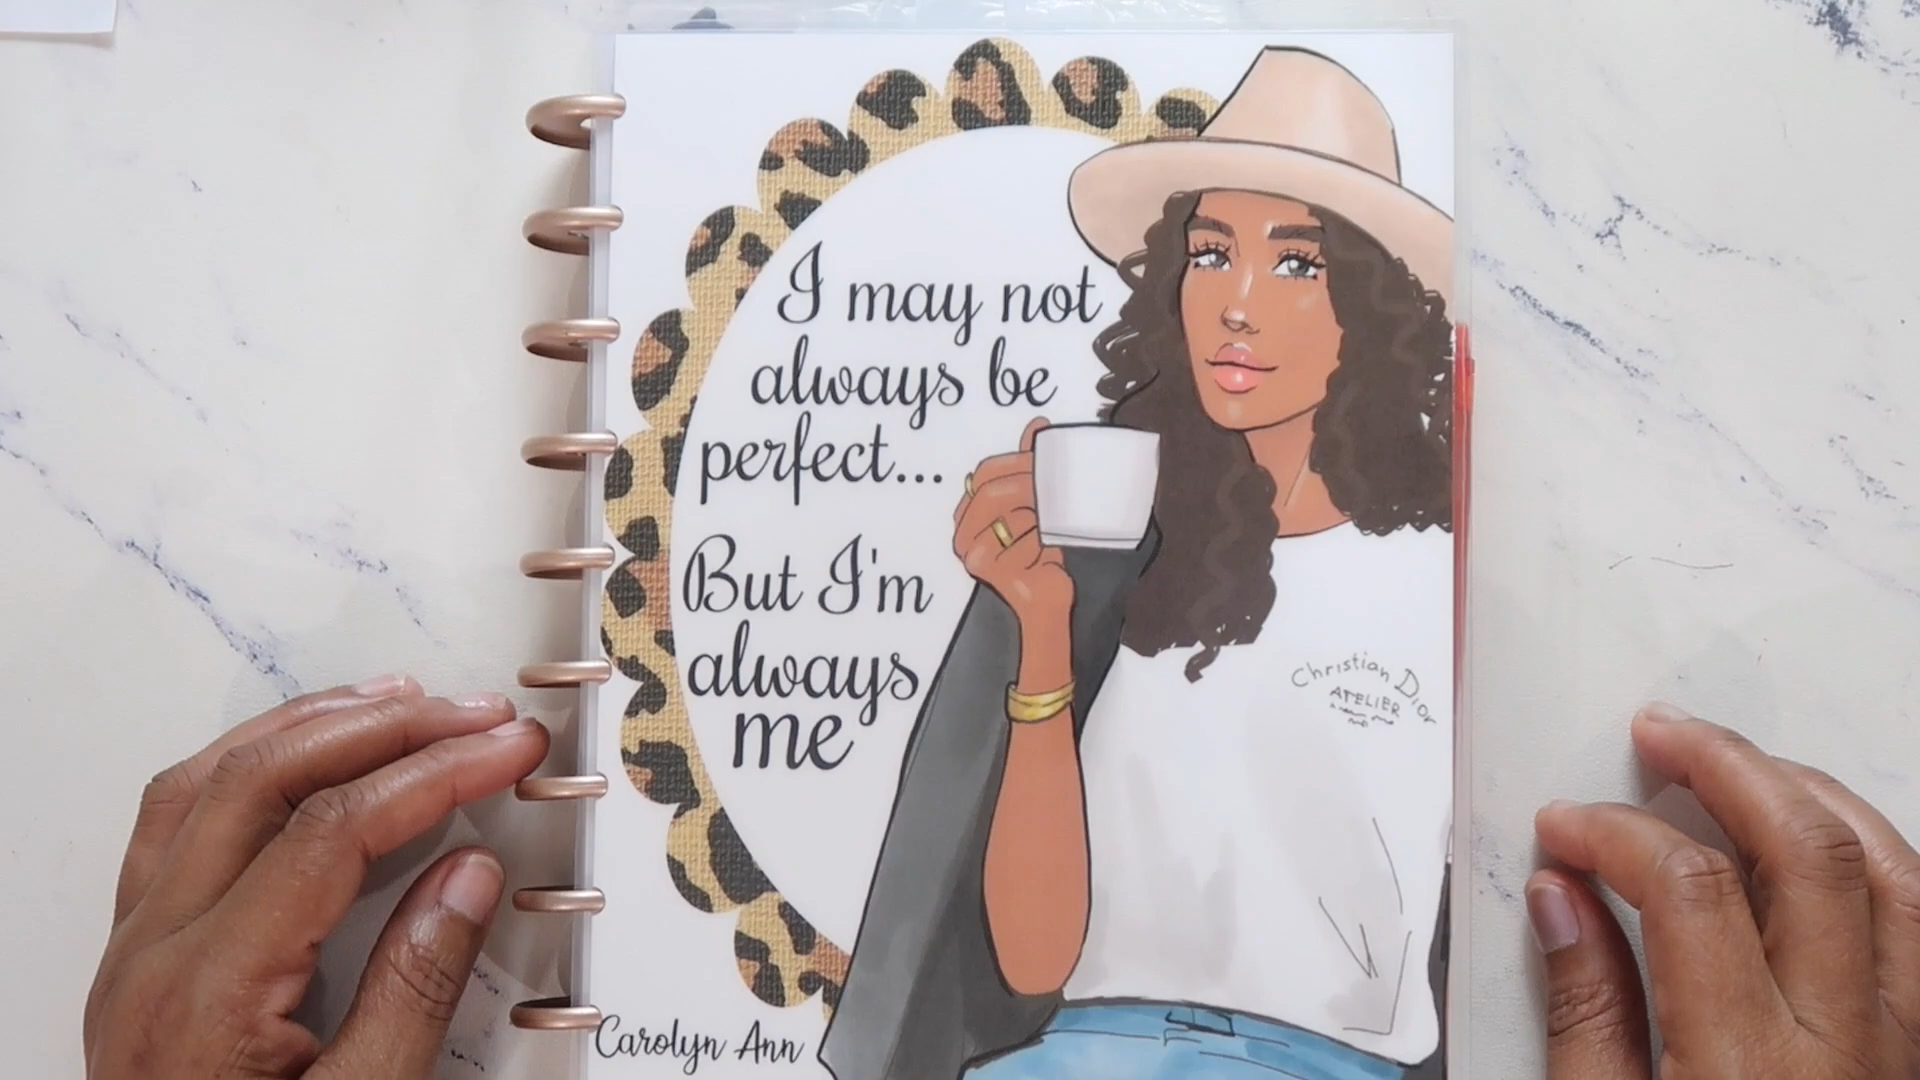 I may not
always be
perfect...
But I'm
always
me
Christian Dior
ATELIER
Carolyn Ann